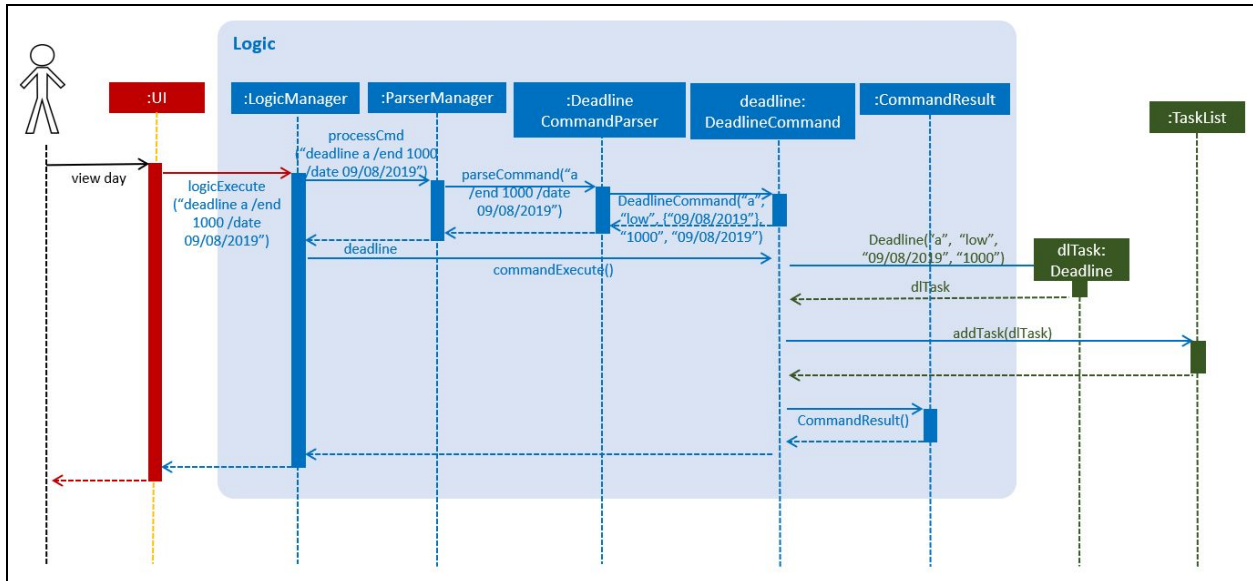 Logic
:UI
:LogicManager
:ParserManager
:Deadline
CommandParser
deadline:
DeadlineCommand
:CommandResult
:TaskList
view day
logicExecute
(“deadline a /end
1000 /date
09/08/2019”)
processCmd
(“deadline a /end 1000
/date 09/08/2019”)
parseCommand(“a
/end 1000 /date
09/08/2019”)
DeadlineCommand(“a”,
“low”, {“09/08/2019”},
“1000”, “09/08/2019”)
deadline
commandExecute()
Deadline(“a”, “low”,
“09/08/2019”, “1000”)
dlTask:
Deadline
dlTask
addTask(dlTask)
CommandResult()